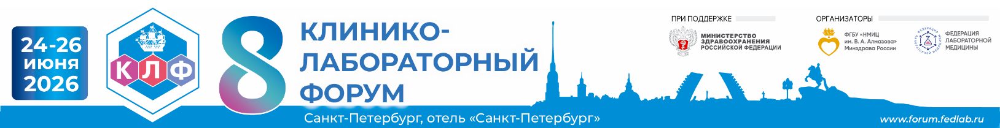 24-26
июня
2026
КЛФ
8
КЛИНИКО-
ЛАБОРАТОРНЫЙ
ФОРУМ
Санкт-Петербург, отель «Санкт-Петербург»
ПРИ ПОДДЕРЖКЕ
МИНИСТЕРСТВО
ЗДРАВООХРАНЕНИЯ
РОССИЙСКОЙ ФЕДЕРАЦИИ
ОРГАНИЗАТОРЫ
ФГБУ «НМИЦ
им. В. А. Алмазова»
Минздрава России
ФЕДЕРАЦИЯ
ЛАБОРАТОРНОЙ
МЕДИЦИНЫ
www.forum.fedlab.ru